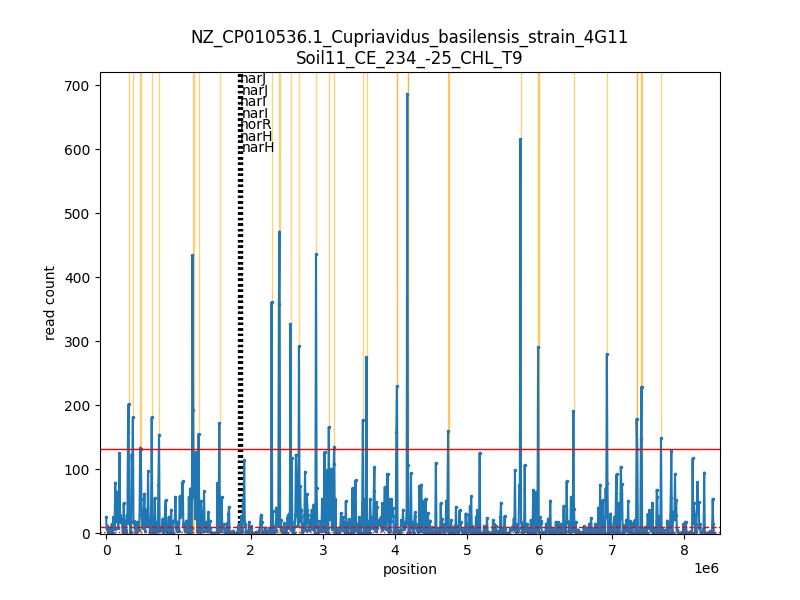 NZ_CP010536.1_Cupriavidus_basilensis_strain_4G11
Soil11_CE_234_-25_CHL_T9
narJ
narJ
narI
narI
norR
narH
narH
700
600
500
400
300
200
100
0
read count
0 1 2 3 4 5 6 7 8
1e6
position